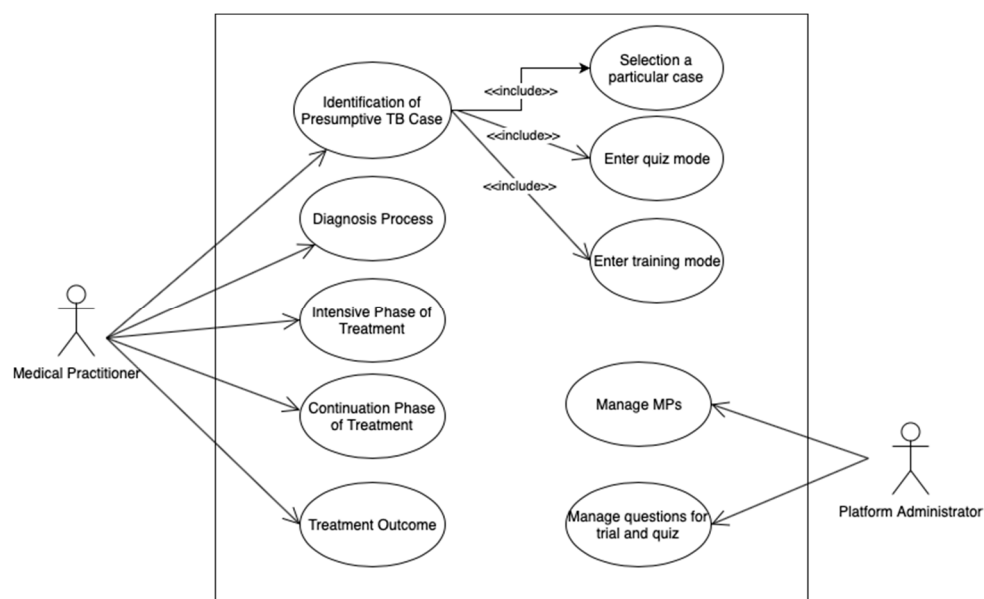 Identification of
Presumptive TB Case
<<include>>
Selection a
particular case
<<include>>
Enter quiz mode
<<include>>
Enter training mode
Diagnosis Process
Intensive Phase of
Treatment
Continuation Phase
of Treatment
Treatment Outcome
Medical Practitioner
Manage MPs
Manage questions for
trial and quiz
Platform Administrator